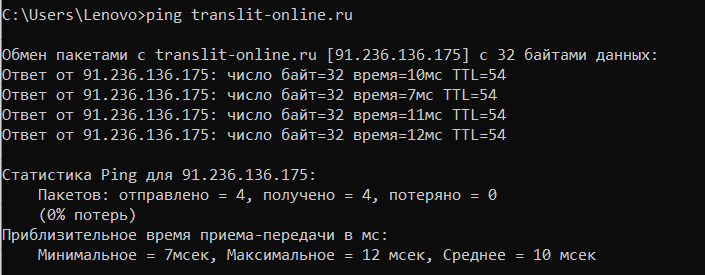 C:\Users\Lenovo>ping translit-online.ru
Обмен пакетами с translit-online.ru [91.236.136.175] с 32 байтами данных:
Ответ от 91.236.136.175: число байт=32 время=10мс TTL=54
Ответ от 91.236.136.175: число байт=32 время=7мс TTL=54
Ответ от 91.236.136.175: число байт=32 время=11мс TTL=54
Ответ от 91.236.136.175: число байт=32 время=12мс TTL=54
Статистика Ping для 91.236.136.175:
Пакетов: отправлено = 4, получено = 4, потеряно = 0
(0% потерь)
Приблизительное время приема-передачи в мс:
Минимальное = 7мсек, Максимальное = 12 мсек, Среднее = 10 мсек